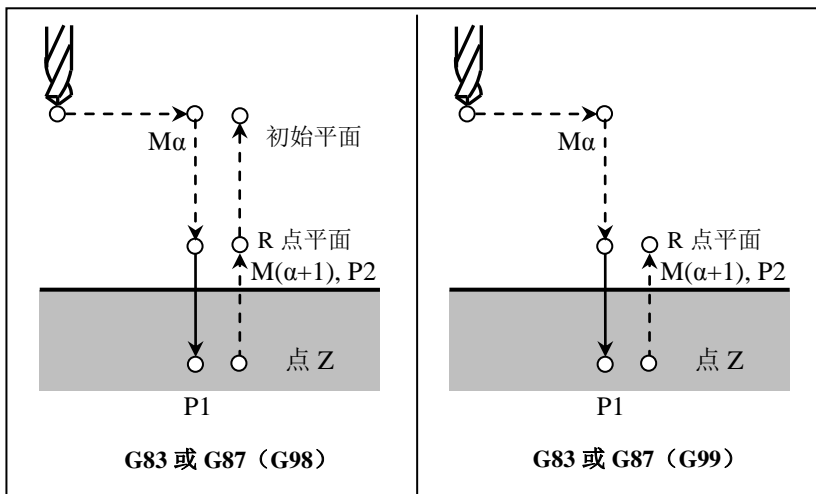 Mα
初始平面
R 点平面
M(α+1), P2
点 Z
P1
G83 或 G87（G98）
Mα
R 点平面
M(α+1), P2
点 Z
P1
G83 或 G87（G99）